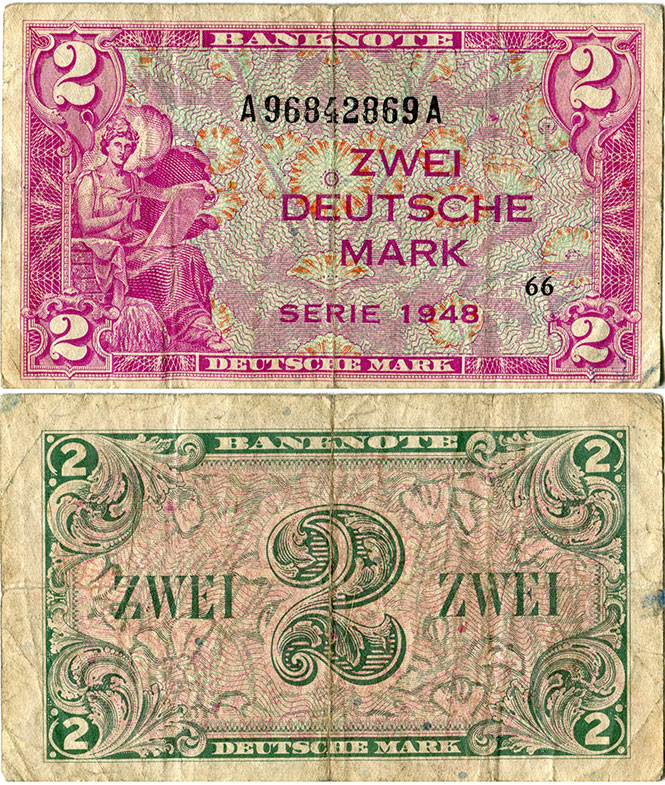 BANKNOTE
2 2
A96842869A
ZWEI
DEUTSCHE
MARK
66
SERIE 1948
2 2
DEUTSCHE MARK
BANKNOTE
2 2
ZWEI 2 ZWEI
2 2
DEUTSCHE MARK